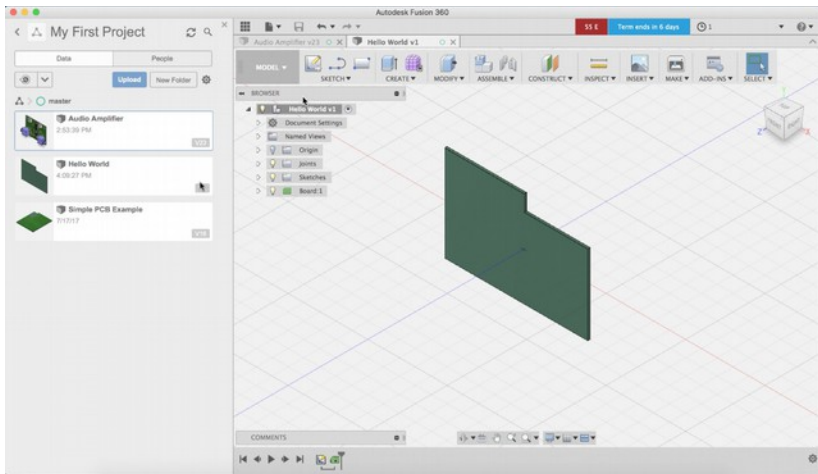 Autodesk Fusion 360
My First Project
Data People
Upload New Folder
master
Audio Amplifier
2:53:39 PM
V23
Hello World
4:09:27 PM
Simple PCB Example
7/17/17
Term ends in 6 days 1
Audio Amplifier v23 Hello World v1
MODEL SKETCH CREATE MODIFY ASSEMBLE CONSTRUCT INSPECT INSERT MAKE ADD-INS SELECT
BROWSER
Hello World v1
Document Settings
Named Views
Origin
Joints
Sketches
Board:1
COMMENTS